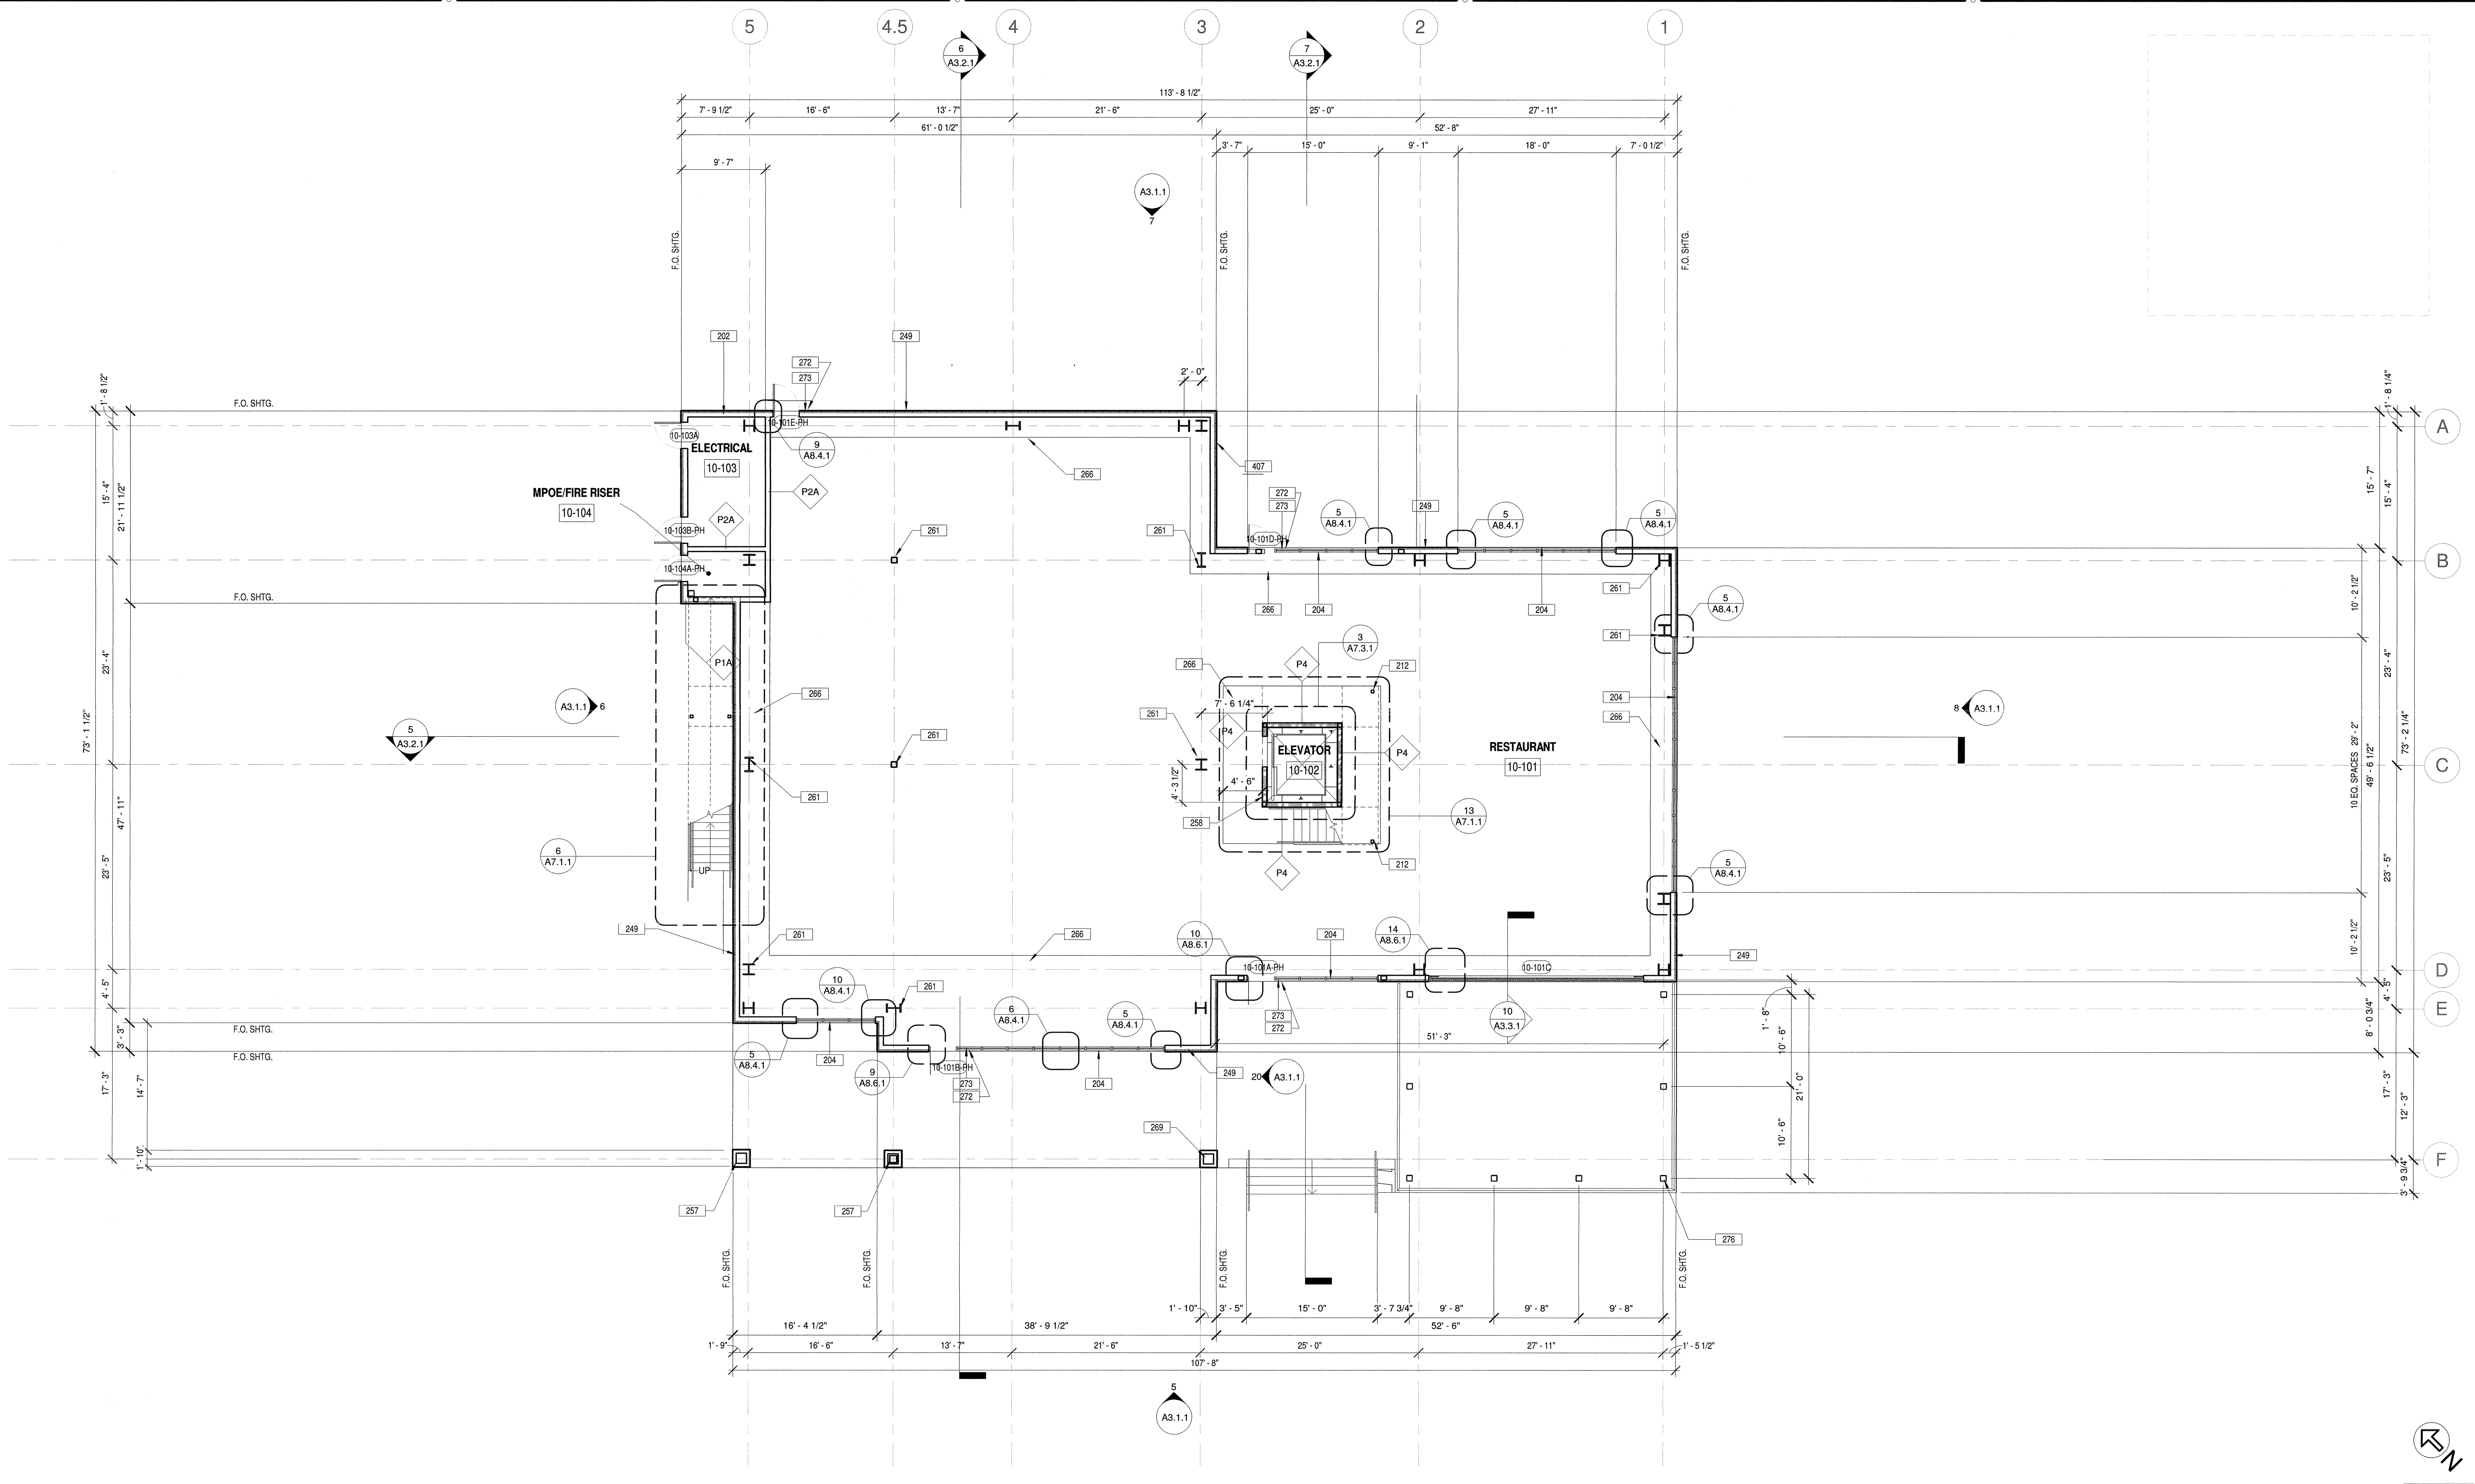 5 4.5 4 3 2 1
6 A3.2.1
7 A3.2.1
113' - 8 1/2"
7' - 9 1/2" 16' - 6" 13' - 7" 21' - 6" 25' - 0" 27' - 11"
61' - 0 1/2" 52' - 8"
3' - 7" 15' - 0" 9' - 1" 18' - 0" 7' - 0 1/2"
9' - 7"
A3.1.1
7
F.O. SHTG. F.O. SHTG. F.O. SHTG.
202 249
272
273
2' - 0"
1' - 8 1/2" 1' - 8 1/4"
F.O. SHTG.
A
10-101E-PH
10-103A
ELECTRICAL
10-103
9
A8.4.1
407
266
P2A
MPOE/FIRE RISER
10-104
P2A
15' - 4" 21' - 11 1/2"
15' - 7" 15' - 4"
272
273
249
5
A8.4.1
5
A8.4.1
5
A8.4.1
10-103B-PH
261
261
10-101D-PH
B
10-104A-PH
261
F.O. SHTG.
266 204 204
5
A8.4.1
10' - 2 1/2"
261
3
A7.3.1
P1A
P4
266
212
23' - 4"
23' - 4"
266
204
266
A3.1.1 6
8 A3.1.1
7' - 6 1/4"
261
P4
5
A3.2.1
261
73' - 1 1/2"
ELEVATOR
10-102
P4
RESTAURANT
10-101
C
10 EQ. SPACES 29' - 2"
49' - 6 1/2"
73' - 2 1/4"
4' - 6"
4' - 3 1/2"
261
47' - 11"
258
13
A7.1.1
6
A7.1.1
23' - 5"
UP
P4
212
5
A8.4.1
23' - 5"
249
261
266
10
A8.6.1
204
14
A8.6.1
10' - 2 1/2"
249
10-101A-PH
10-101C
D
4' - 5"
10
A8.4.1
261
6
A8.4.1
5
A8.4.1
273
272
10
A3.3.1
1' - 8"
4' - 5"
E
8' - 0 3/4"
F.O. SHTG.
3' - 3"
F.O. SHTG.
5
A8.4.1
204
9
A8.6.1
10-101B-PH
273
272
204
249
20 A3.1.1
51' - 3"
10' - 6"
21' - 0"
10' - 6"
17' - 3"
14' - 7"
17' - 3"
12' - 3"
269
1' - 10"
F
3' - 9 3/4"
257 257
276
F.O. SHTG. F.O. SHTG. F.O. SHTG. F.O. SHTG.
1' - 10" 3' - 5" 15' - 0" 3' - 7 3/4" 9' - 8" 9' - 8" 9' - 8"
16' - 4 1/2" 38' - 9 1/2" 52' - 6"
1' - 9" 16' - 6" 13' - 7" 21' - 6" 25' - 0" 27' - 11" 1' - 5 1/2"
107' - 8"
5
A3.1.1
N